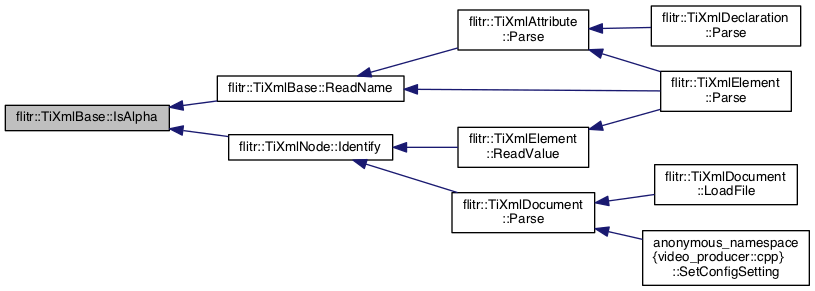 flitr::TiXmlBase::IsAlpha
flitr::TiXmlBase::ReadName
flitr::TiXmlNode::Identify
flitr::TiXmlAttribute
::Parse
flitr::TiXmlElement
::ReadValue
flitr::TiXmlDocument
::Parse
flitr::TiXmlDeclaration
::Parse
flitr::TiXmlElement
::Parse
flitr::TiXmlDocument
::LoadFile
anonymous_namespace
{video_producer::cpp}
::SetConfigSetting